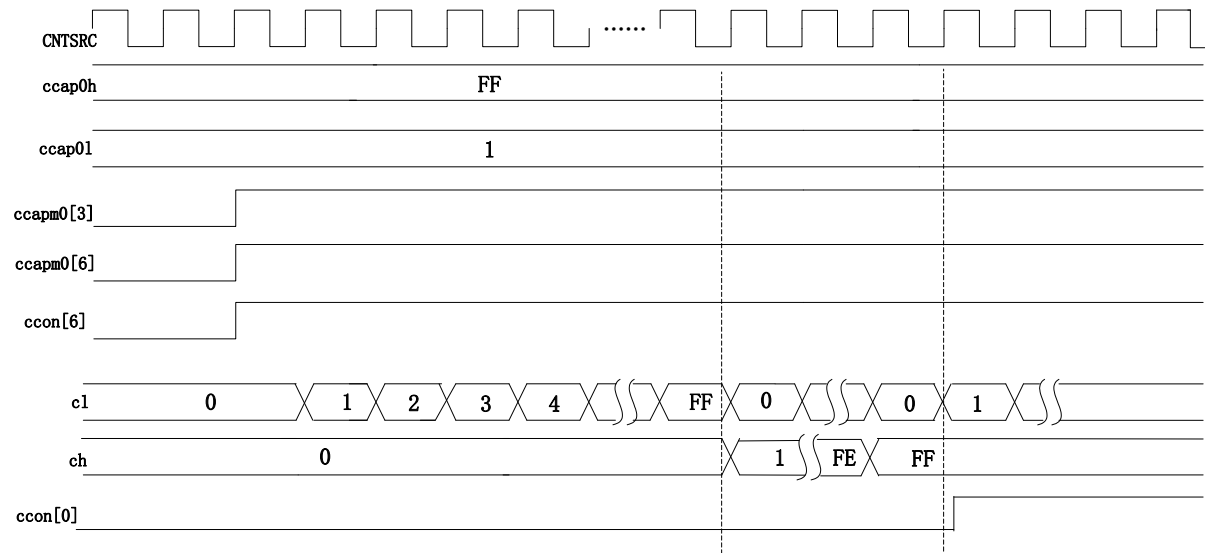 CNTSRC ......
ccap0h FF
ccap0l 1
ccapm0[3]
ccapm0[6]
ccon[6]
cl 0 1 2 3 4 FF 0 0 1
ch 0 1 FE FF
ccon[0]